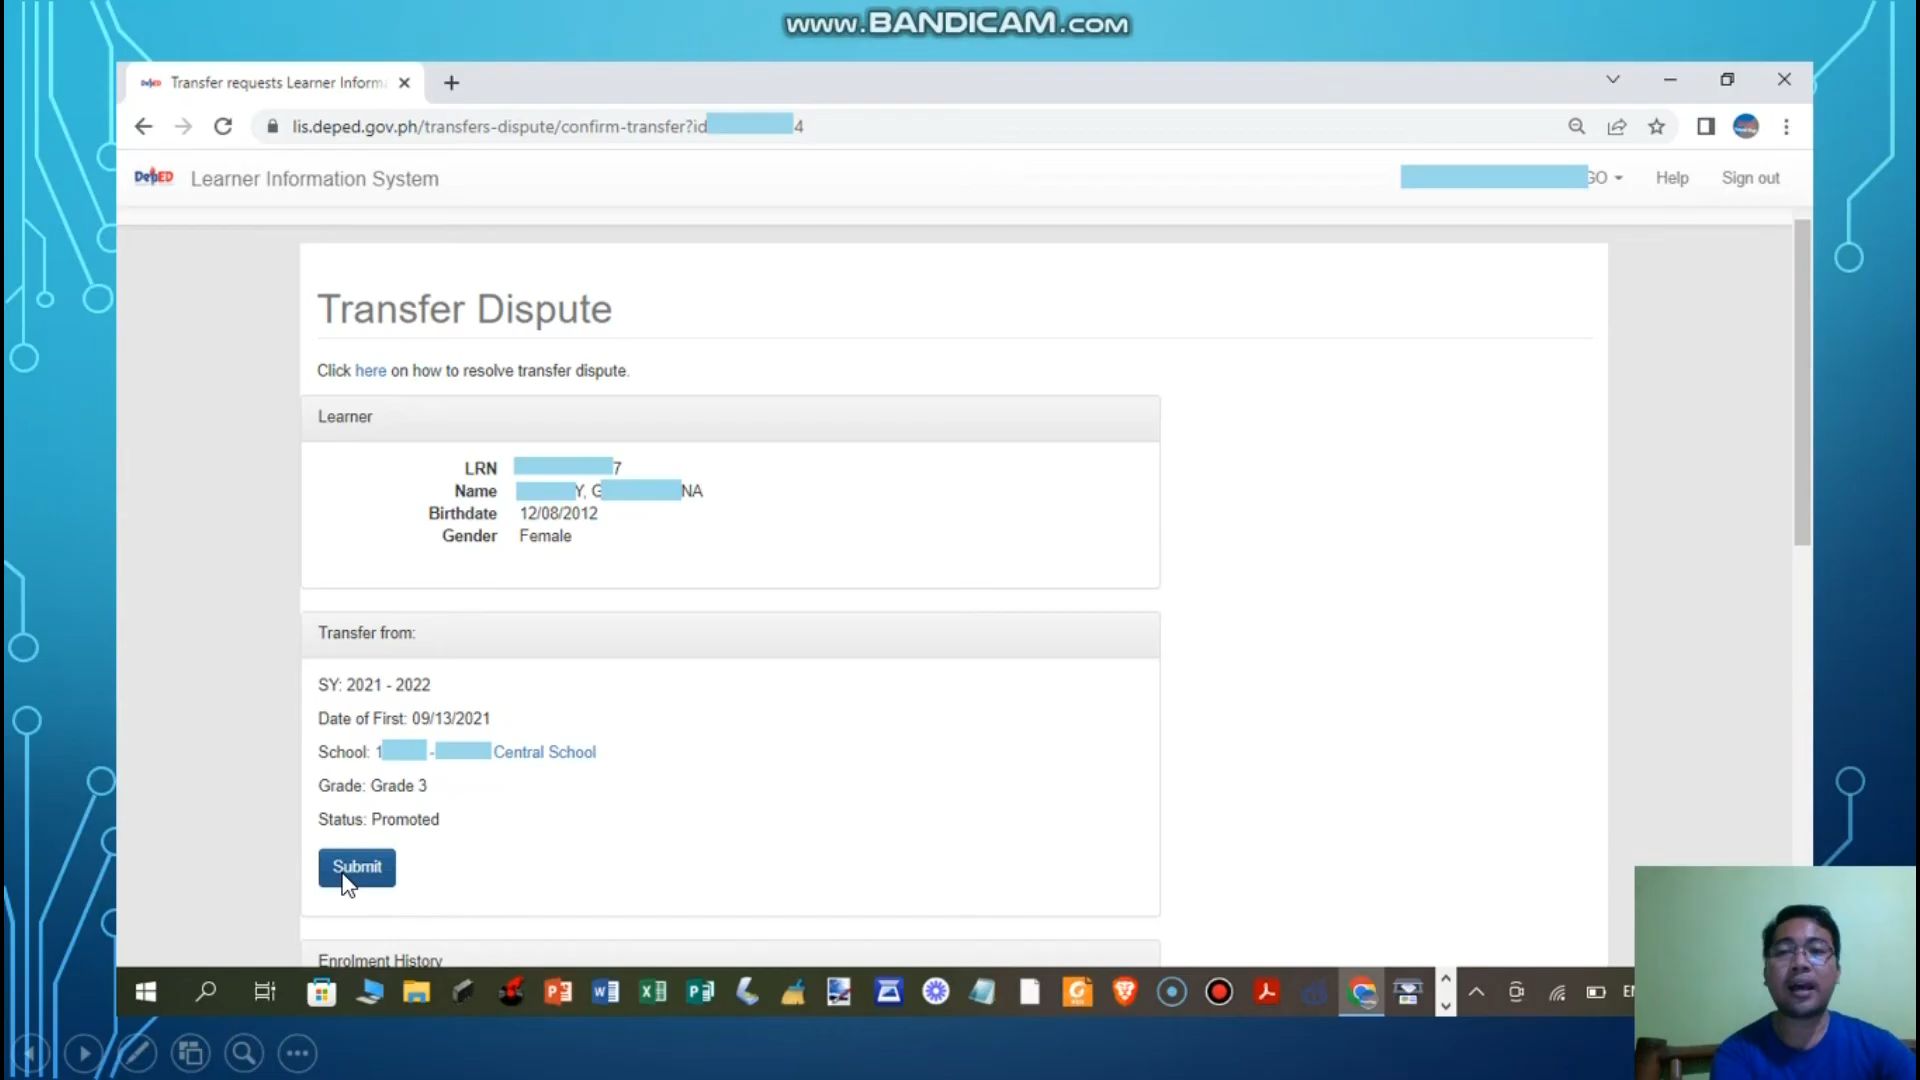 www.BANDICAM.com
Transfer requests Learner Inform
lis.deped.gov.ph/transfers-dispute/confirm-transfer?id 4
DepED Learner Information System GO Help Sign out
Transfer Dispute
Click here on how to resolve transfer dispute.
Learner
LRN 7
Name Y, G NA
Birthdate 12/08/2012
Gender Female
Transfer from:
SY: 2021 - 2022
Date of First: 09/13/2021
School: 1 - Central School
Grade: Grade 3
Status: Promoted
Submit
Enrolment History